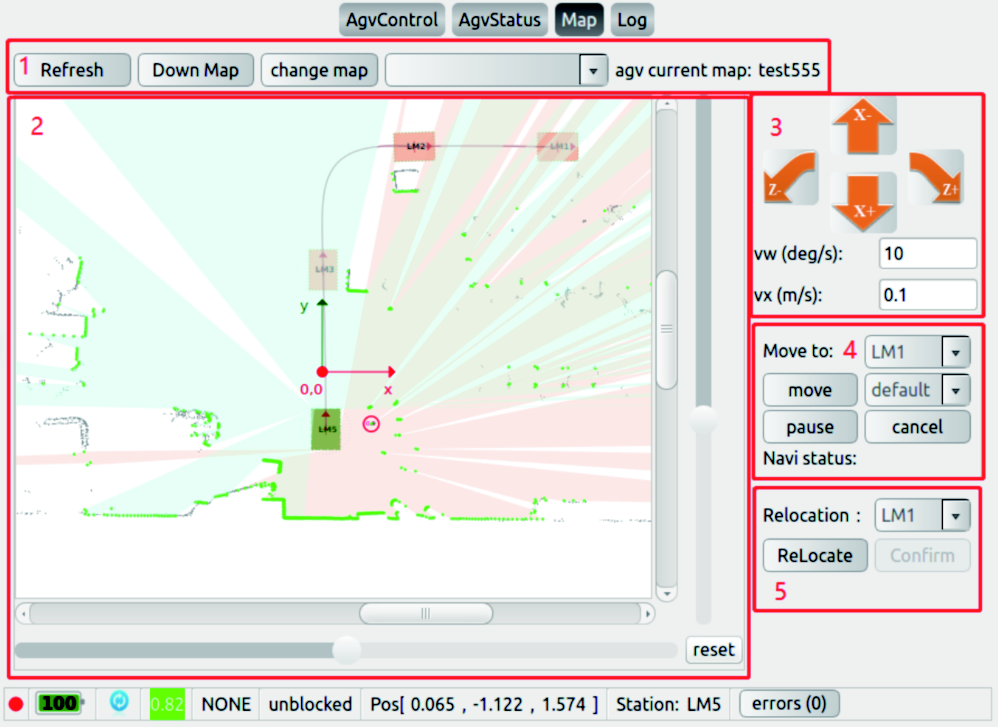 AgvControl AgvStatus Map Log
1 Refresh Down Map change map agv current map: test555
2
LM2 LM1
LM3
y
0,0 x
LM5
3
X-
Z- Z+
X+
vw (deg/s): 10
vx (m/s): 0.1
Move to: 4 LM1
move default
pause cancel
Navi status:
Relocation : LM1
ReLocate Confirm
5
reset
100 0.82 NONE unblocked Pos[ 0.065 , -1.122 , 1.574 ] Station: LM5 errors (0)